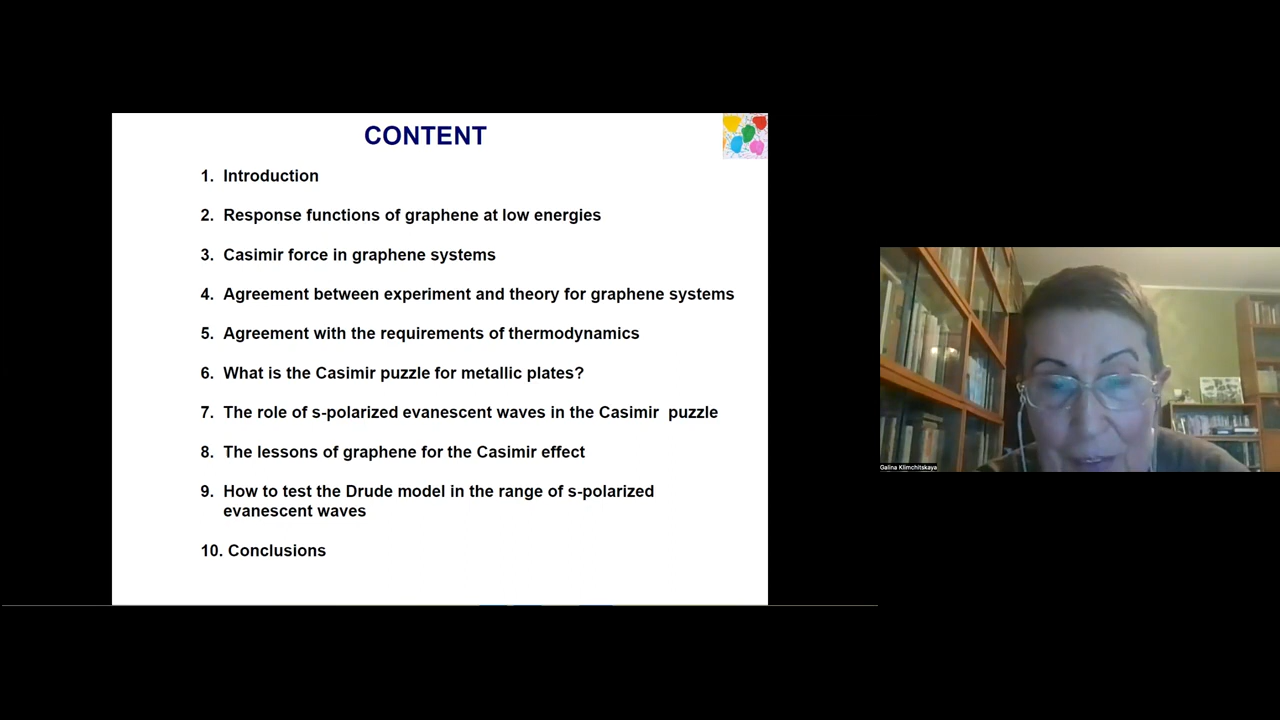 CONTENT
1. Introduction
2. Response functions of graphene at low energies
3. Casimir force in graphene systems
4. Agreement between experiment and theory for graphene systems
5. Agreement with the requirements of thermodynamics
6. What is the Casimir puzzle for metallic plates?
7. The role of s-polarized evanescent waves in the Casimir puzzle
8. The lessons of graphene for the Casimir effect
9. How to test the Drude model in the range of s-polarized
evanescent waves
10. Conclusions
Galina Klimchitskaya